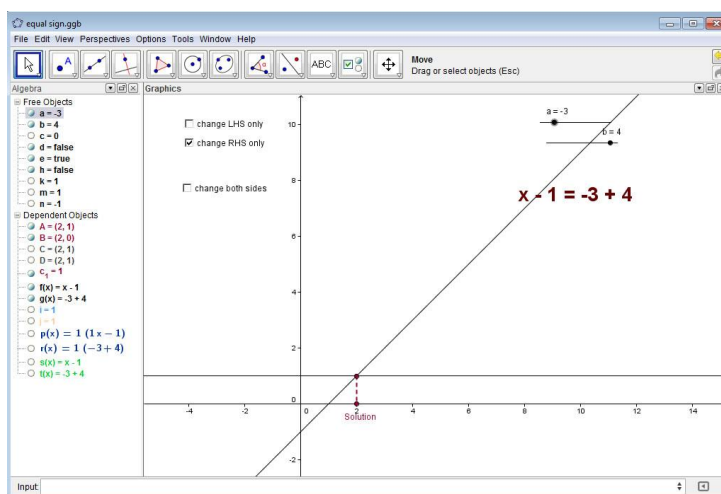 equal sign.ggb
File Edit View Perspectives Options Tools Window Help
ABC
Move
Drag or select objects (Esc)
Algebra
Graphics
Free Objects
a = -3
b = 4
c = 0
d = false
e = true
h = false
k = 1
m = 1
n = -1
Dependent Objects
A = (2, 1)
B = (2, 0)
C = (2, 1)
D = (2, 1)
c₁ = 1
f(x) = x - 1
g(x) = -3 + 4
i = 1
j = 1
p(x) = 1 (1x − 1)
r(x) = 1 (−3 + 4)
s(x) = x - 1
t(x) = -3 + 4
change LHS only
change RHS only
change both sides
a = -3
b = 4
x - 1 = -3 + 4
10
8
6
4
2
0
-2
-4 -2 0 2 4 6 8 10 12 14
Solution
Input: